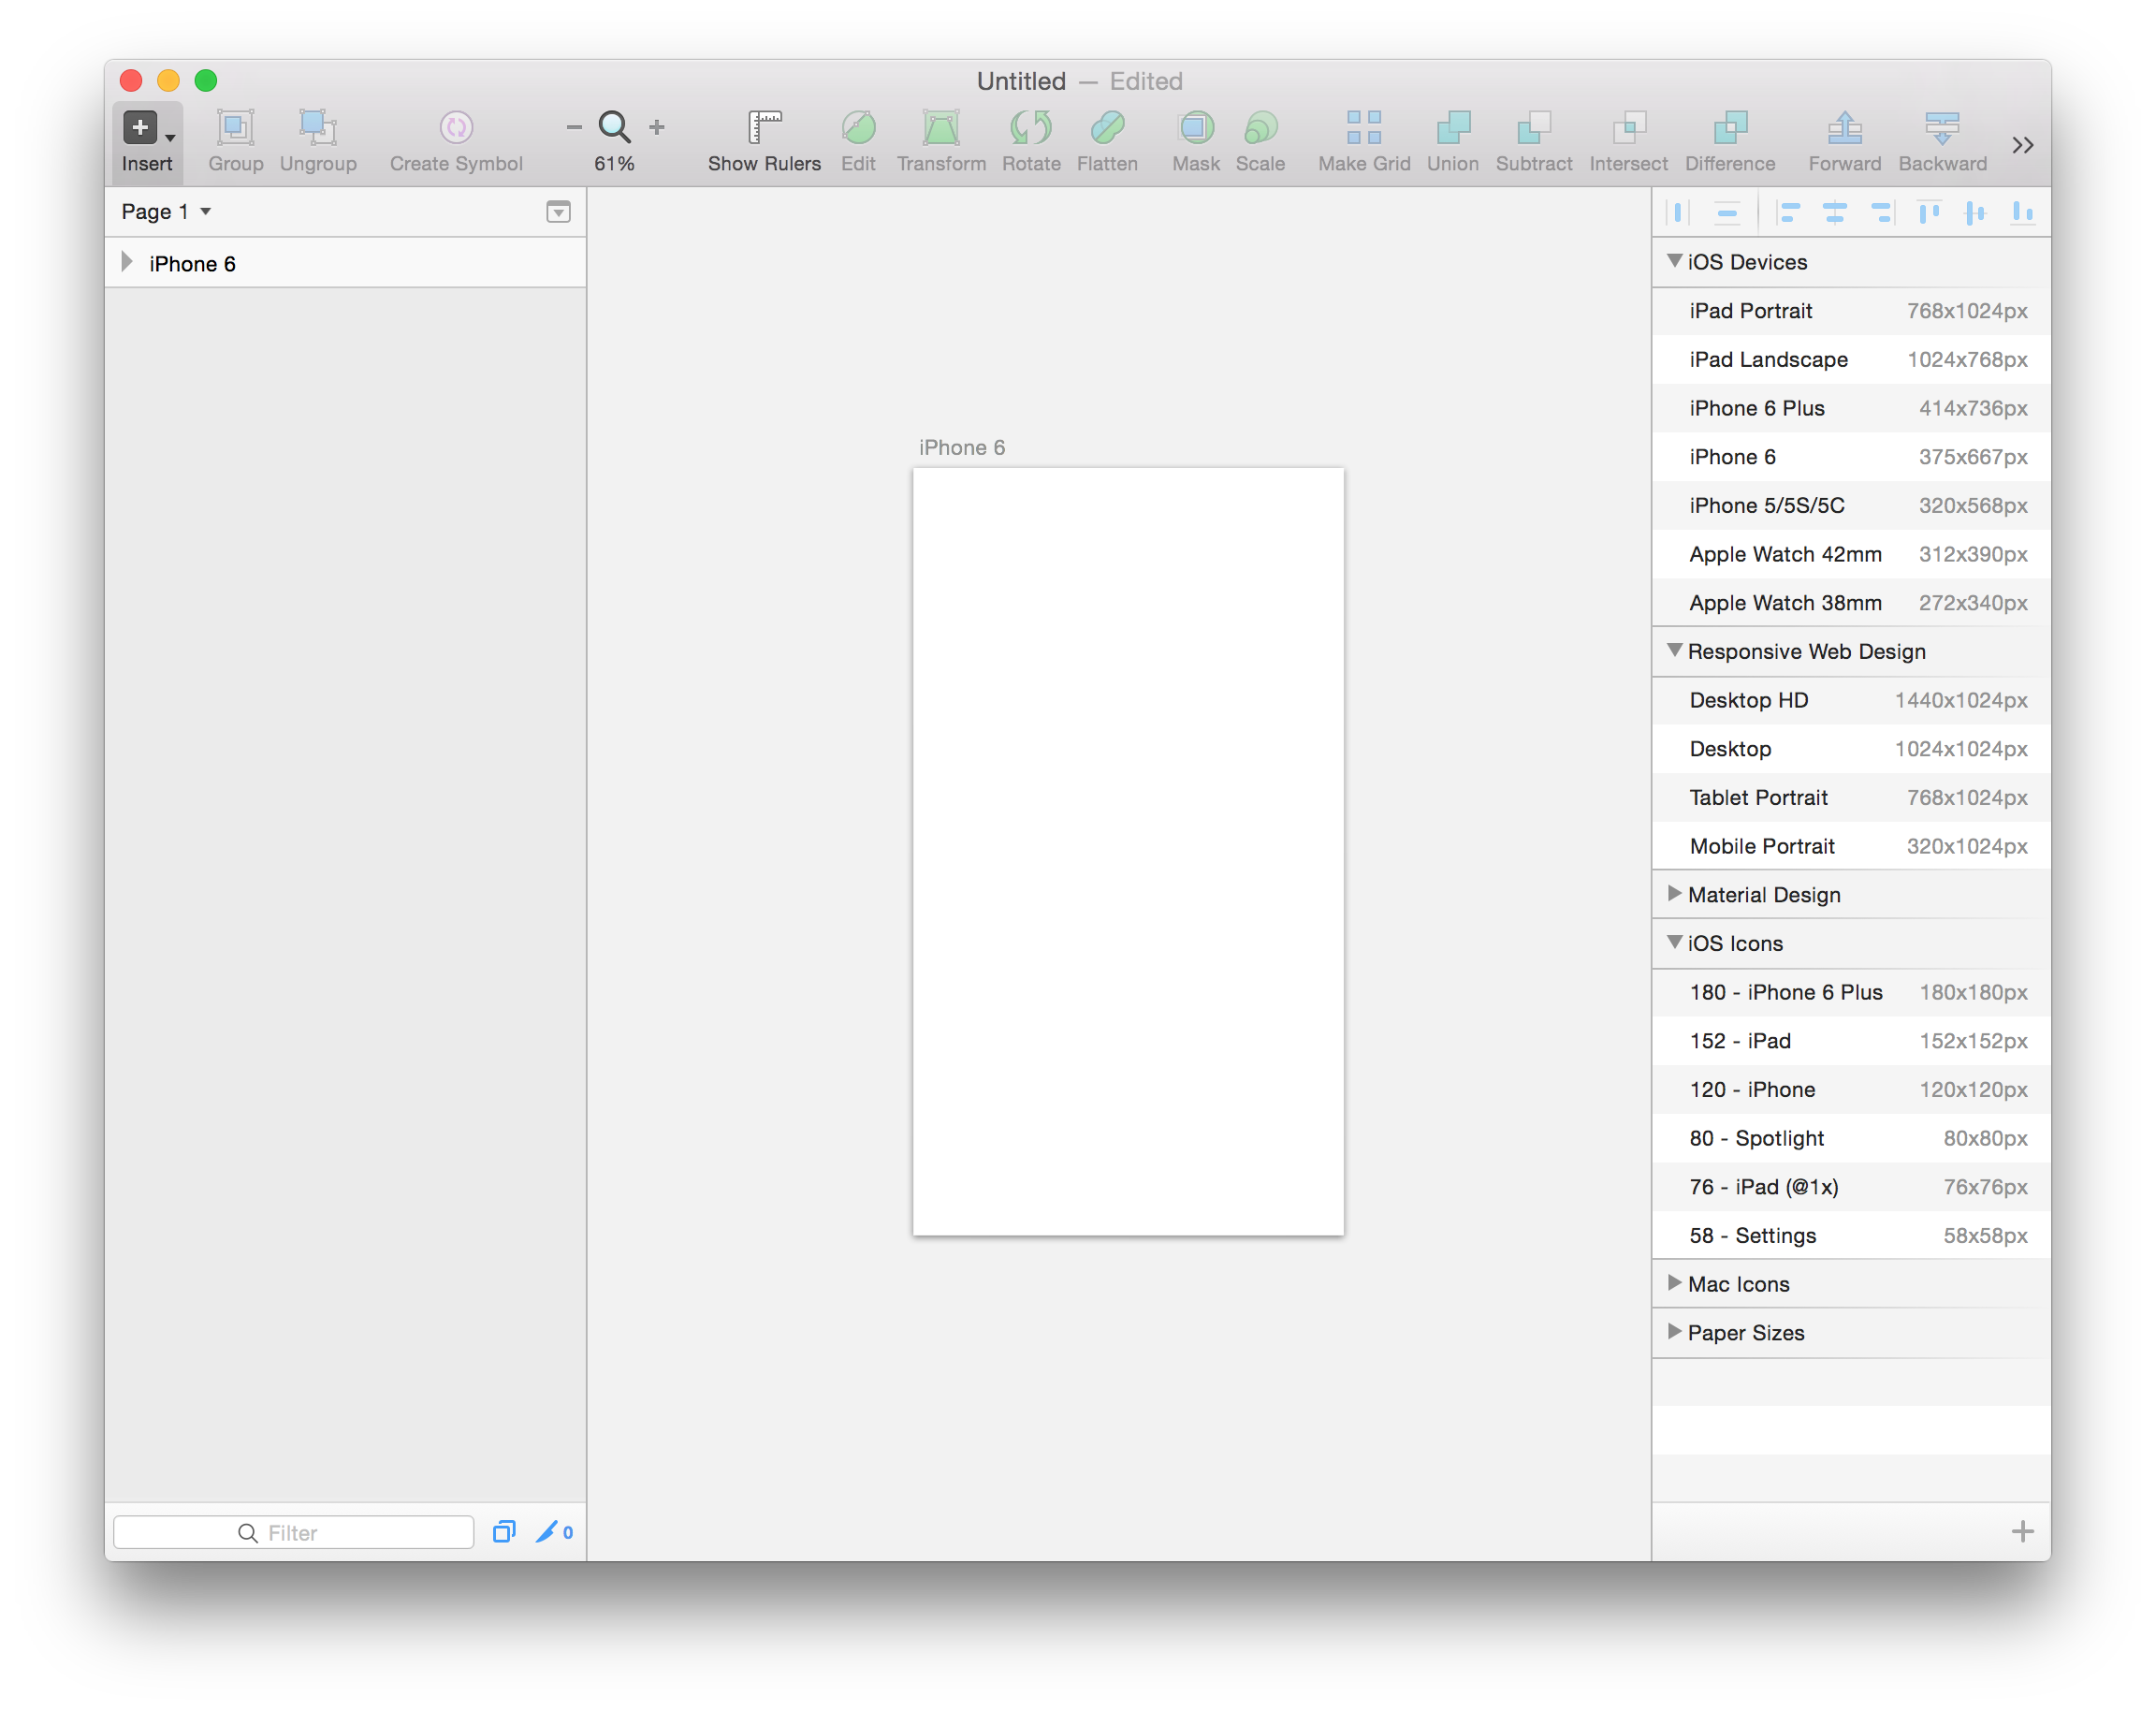 Untitled — Edited
Insert Group Ungroup Create Symbol 61% Show Rulers Edit Transform Rotate Flatten Mask Scale Make Grid Union Subtract Intersect Difference Forward Backward
Page 1
iPhone 6
iPhone 6
iOS Devices
iPad Portrait 768x1024px
iPad Landscape 1024x768px
iPhone 6 Plus 414x736px
iPhone 6 375x667px
iPhone 5/5S/5C 320x568px
Apple Watch 42mm 312x390px
Apple Watch 38mm 272x340px
Responsive Web Design
Desktop HD 1440x1024px
Desktop 1024x1024px
Tablet Portrait 768x1024px
Mobile Portrait 320x1024px
Material Design
iOS Icons
180 - iPhone 6 Plus 180x180px
152 - iPad 152x152px
120 - iPhone 120x120px
80 - Spotlight 80x80px
76 - iPad (@1x) 76x76px
58 - Settings 58x58px
Mac Icons
Paper Sizes
Filter 0